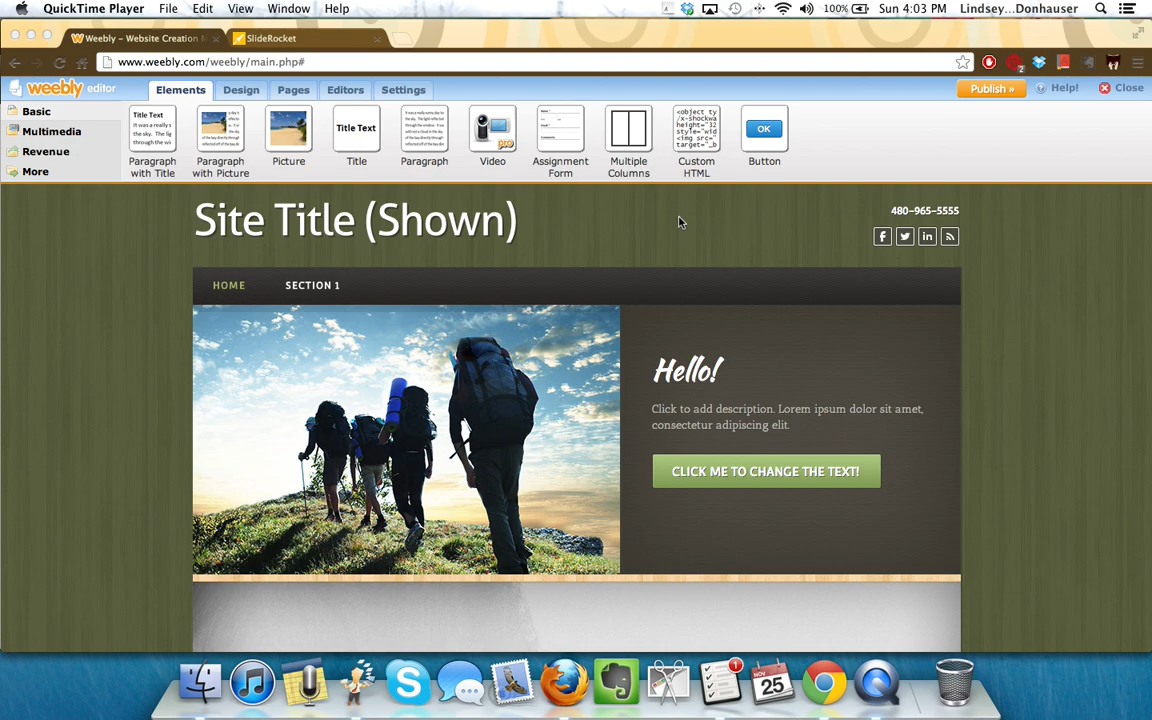 QuickTime Player File Edit View Window Help 100% Sun 4:03 PM Lindsey...Donhauser
Weebly - Website Creation M SlideRocket
www.weebly.com/weebly/main.php#
weebly editor Elements Design Pages Editors Settings Publish » Help! Close
Basic
Multimedia
Revenue
More
Title Text
Title Text
pro
OK
Paragraph with Title
Paragraph with Picture
Picture
Title
Paragraph
Video
Assignment Form
Multiple Columns
Custom HTML
Button
Site Title (Shown)
480-965-5555
HOME SECTION 1
Hello!
Click to add description. Lorem ipsum dolor sit amet,
consectetur adipiscing elit.
CLICK ME TO CHANGE THE TEXT!
1
NOV
25